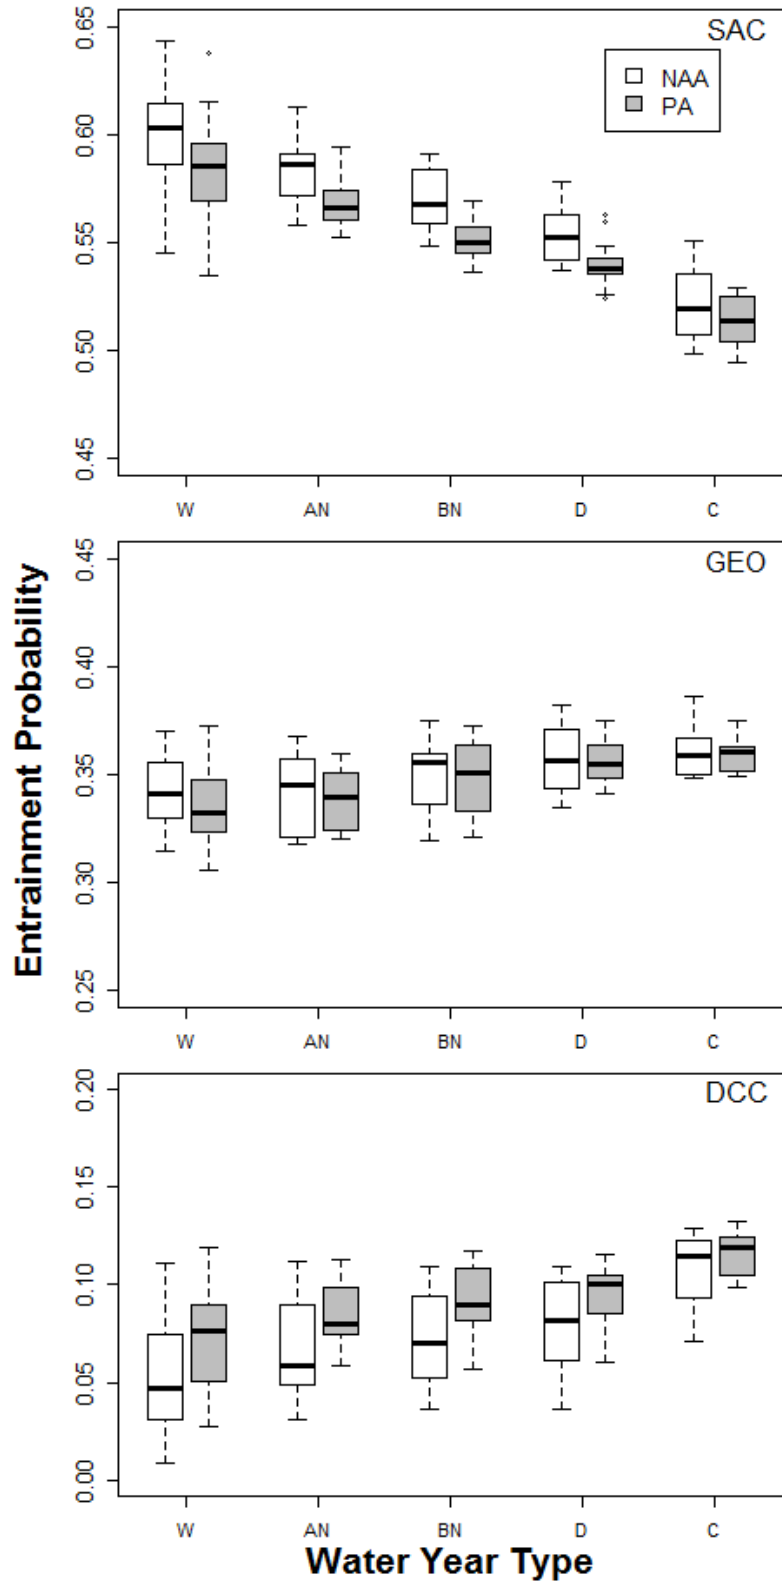 SAC
NAA
PA
0.65
0.60
0.55
0.50
0.45
W AN BN D C
GEO
0.45
0.40
0.35
0.30
0.25
W AN BN D C
DCC
0.20
0.15
0.10
0.05
0.00
W AN BN D C
Entrainment Probability
Water Year Type